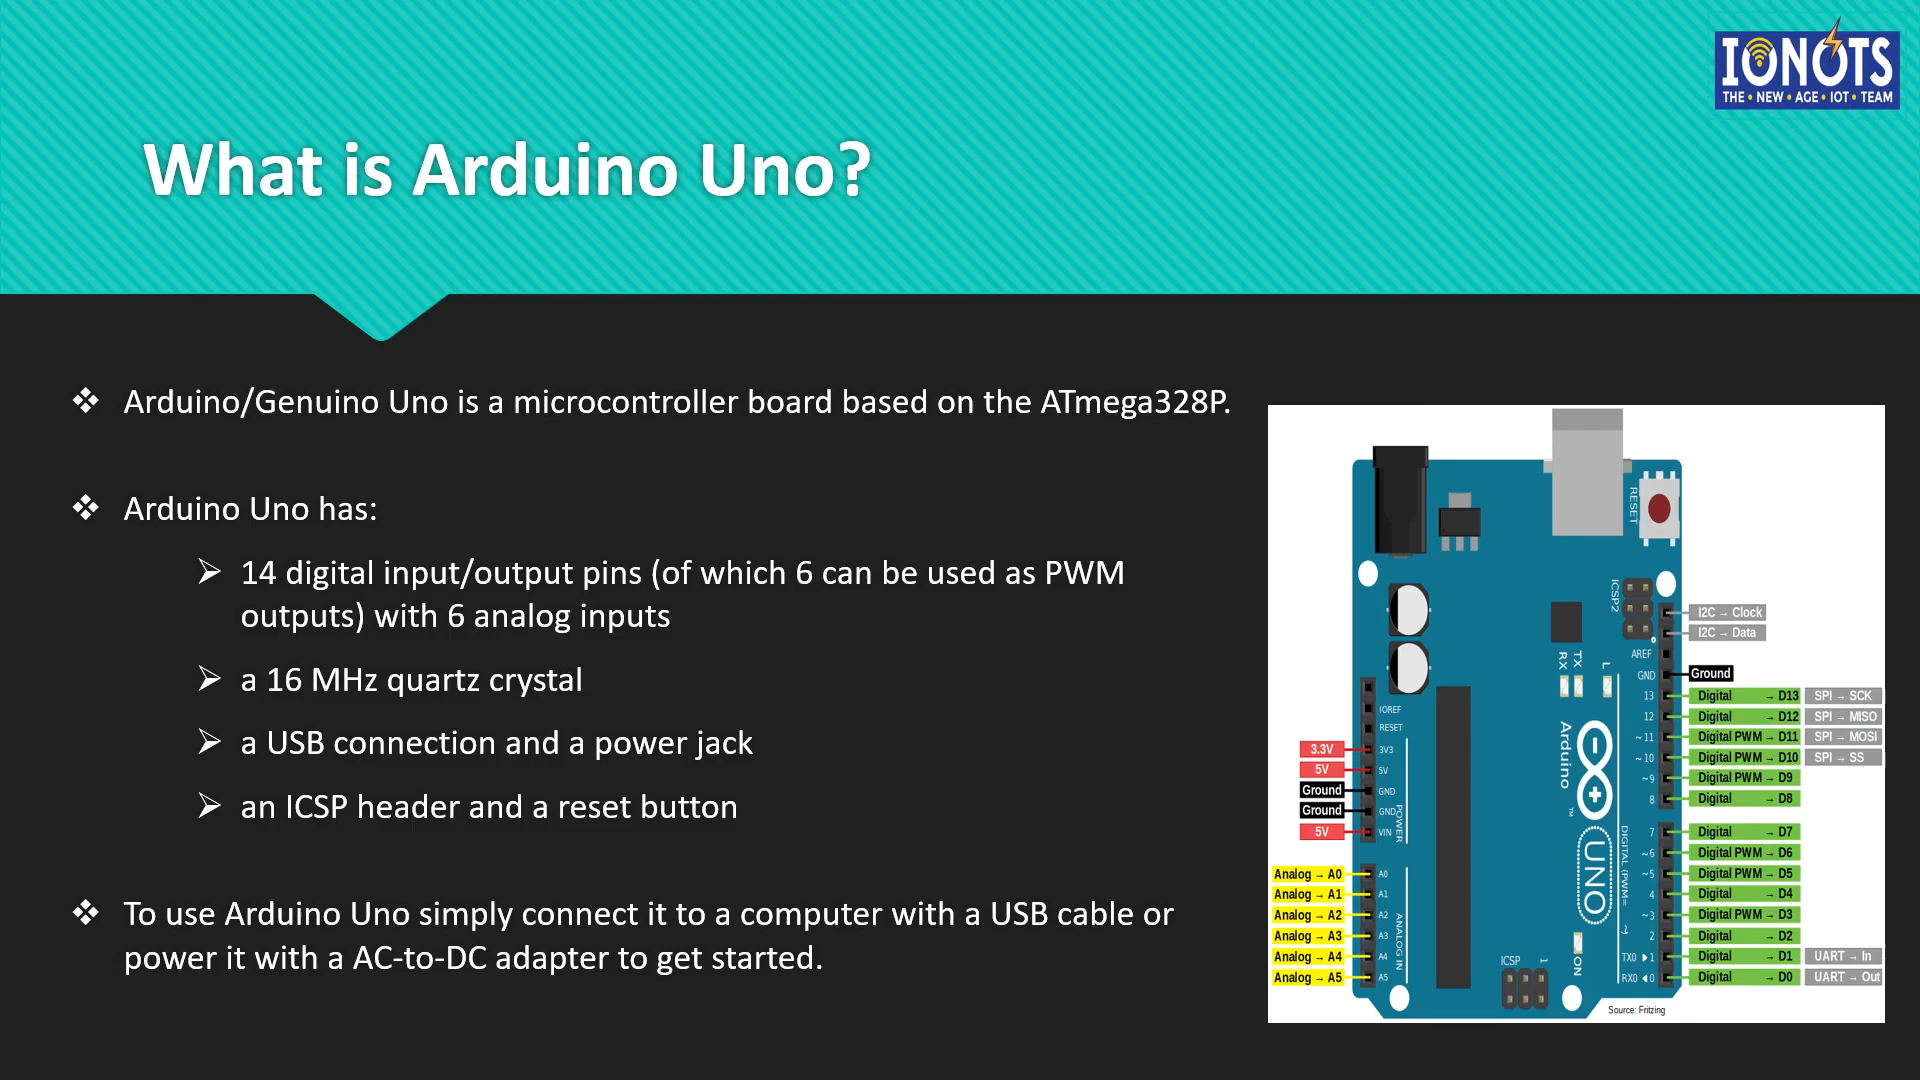 IONOTS
THE • NEW • AGE • IOT • TEAM
What is Arduino Uno?
❖ Arduino/Genuino Uno is a microcontroller board based on the ATmega328P.
❖ Arduino Uno has:
➢ 14 digital input/output pins (of which 6 can be used as PWM
outputs) with 6 analog inputs
➢ a 16 MHz quartz crystal
➢ a USB connection and a power jack
➢ an ICSP header and a reset button
❖ To use Arduino Uno simply connect it to a computer with a USB cable or
power it with a AC-to-DC adapter to get started.
RESET
ICSP2
I2C → Clock
I2C → Data
AREF
GND Ground
13 Digital → D13 SPI → SCK
12 Digital → D12 SPI → MISO
~11 Digital PWM → D11 SPI → MOSI
~10 Digital PWM → D10 SPI → SS
~9 Digital PWM → D9
8 Digital → D8
7 Digital → D7
~6 Digital PWM → D6
~5 Digital PWM → D5
4 Digital → D4
~3 Digital PWM → D3
2 Digital → D2
TX0 ▶1 Digital → D1 UART → In
RX0 ◀0 Digital → D0 UART → Out
RX
TX
L
Arduino
™
UNO
DIGITAL (PWM=~)
ON
ICSP
1
IOREF
RESET
3.3V 3V3
5V 5V
Ground GND
Ground GND
5V VIN
POWER
Analog → A0 A0
Analog → A1 A1
Analog → A2 A2
Analog → A3 A3
Analog → A4 A4
Analog → A5 A5
ANALOG IN
Source: Fritzing